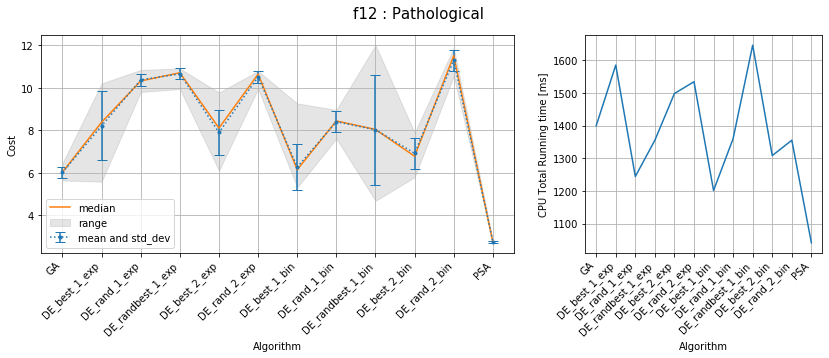 f12 : Pathological
12
10
8
6
4
Cost
median
range
mean and std_dev
GA
DE_best_1_exp
DE_rand_1_exp
DE_randbest_1_exp
DE_best_2_exp
DE_rand_2_exp
DE_best_1_bin
DE_rand_1_bin
DE_randbest_1_bin
DE_best_2_bin
DE_rand_2_bin
PSA
Algorithm
1600
1500
1400
1300
1200
1100
CPU Total Running time [ms]
GA
DE_best_1_exp
DE_rand_1_exp
DE_randbest_1_exp
DE_best_2_exp
DE_rand_2_exp
DE_best_1_bin
DE_rand_1_bin
DE_randbest_1_bin
DE_best_2_bin
DE_rand_2_bin
PSA
Algorithm